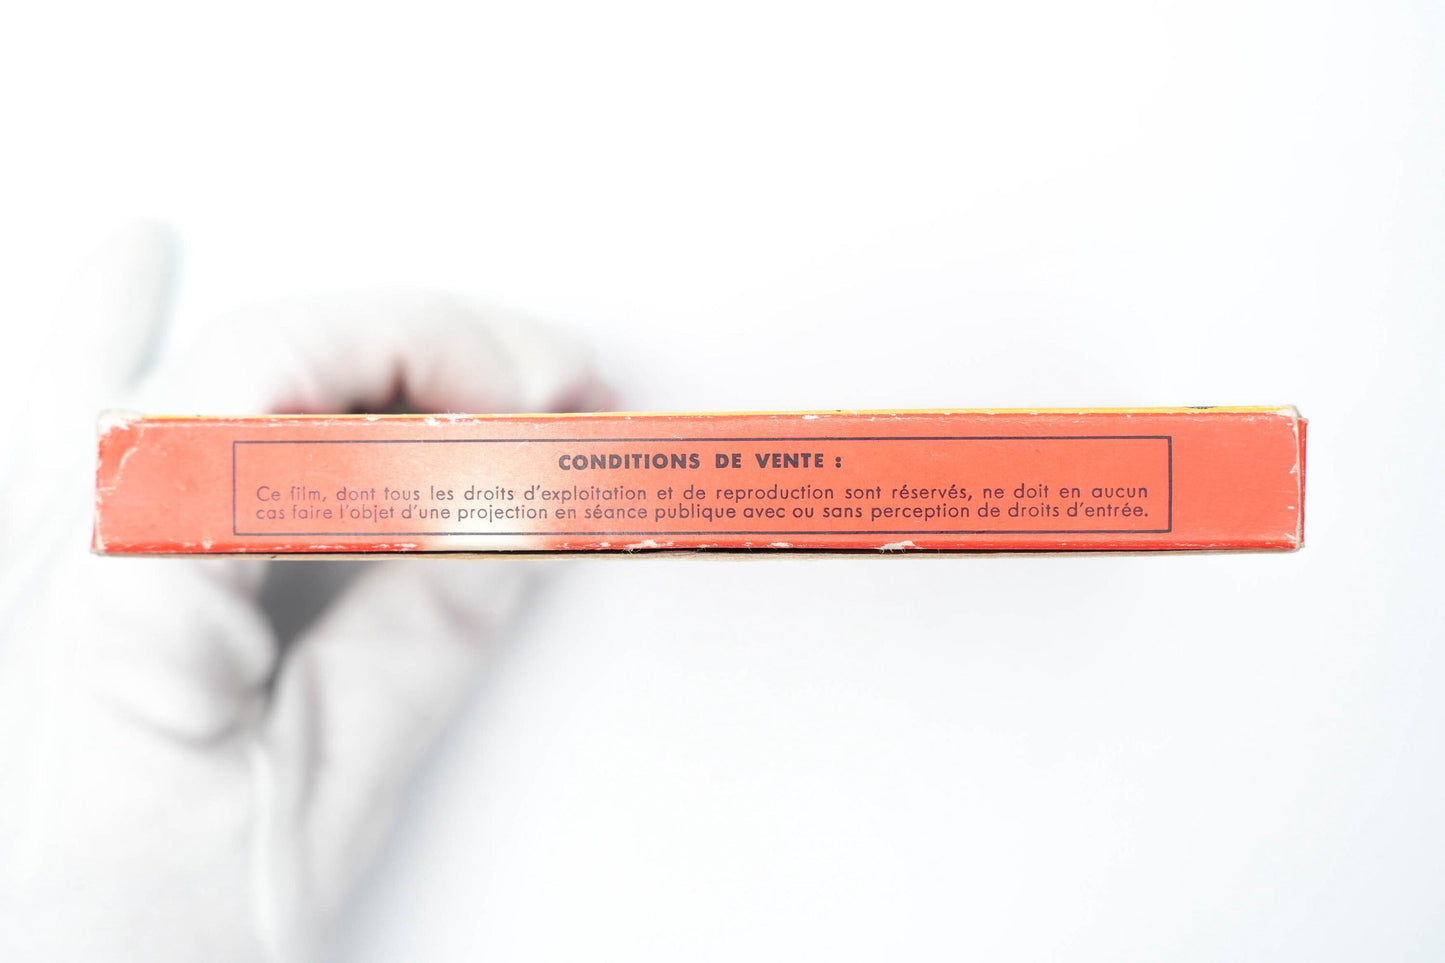 CONDITIONS DE VENTE :
Ce film, dont tous les droits d'exploitation et de reproduction sont réservés, ne doit en aucun
cas faire l'objet d'une projection en séance publique avec ou sans perception de droits d'entrée.